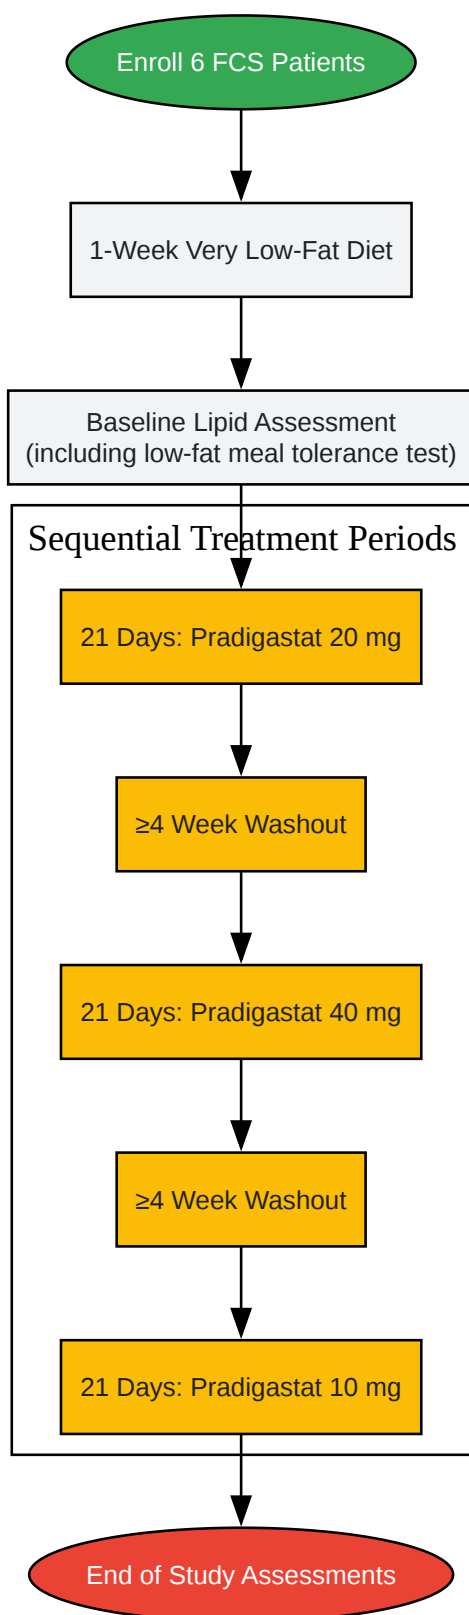 Enroll 6 FCS Patients
1-Week Very Low-Fat Diet
Baseline Lipid Assessment
(including low-fat meal tolerance test)
Sequential Treatment Periods
21 Days: Pradigastat 20 mg
≥4 Week Washout
21 Days: Pradigastat 40 mg
≥4 Week Washout
21 Days: Pradigastat 10 mg
End of Study Assessments